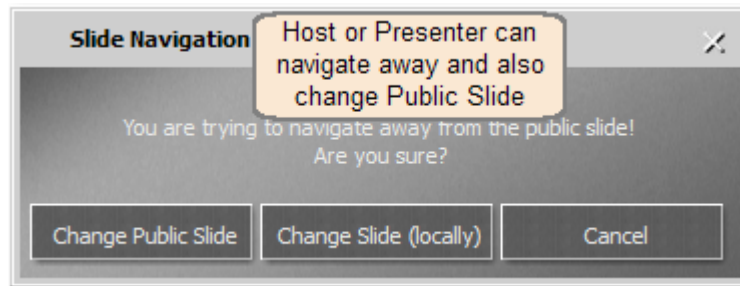 Slide Navigation
Host or Presenter can
navigate away and also
change Public Slide
You are trying to navigate away from the public slide!
Are you sure?
Change Public Slide
Change Slide (locally)
Cancel